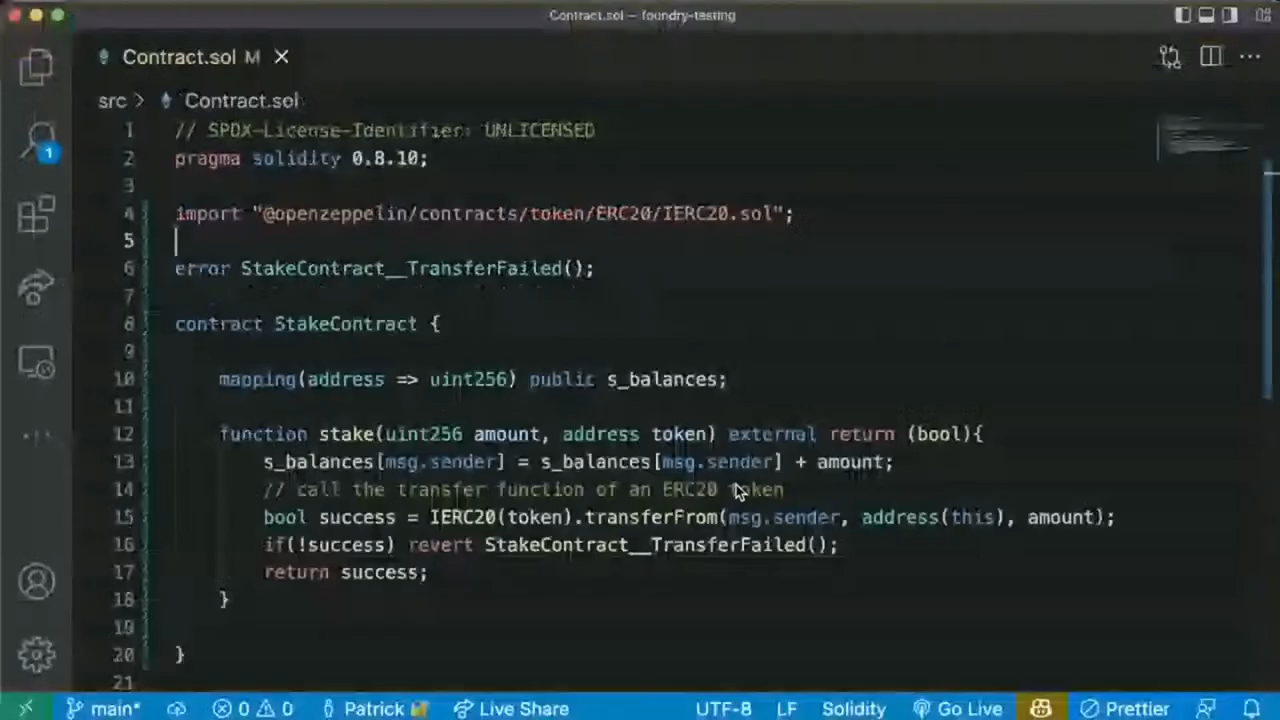 Contract.sol — foundry-testing
Contract.sol M
src > Contract.sol
1 // SPDX-License-Identifier: UNLICENSED
2 pragma solidity 0.8.10;
3
4 import "@openzeppelin/contracts/token/ERC20/IERC20.sol";
5
6 error StakeContract__TransferFailed();
7
8 contract StakeContract {
9
10 mapping(address => uint256) public s_balances;
11
12 function stake(uint256 amount, address token) external return (bool){
13 s_balances[msg.sender] = s_balances[msg.sender] + amount;
14 // call the transfer function of an ERC20 token
15 bool success = IERC20(token).transferFrom(msg.sender, address(this), amount);
16 if(!success) revert StakeContract__TransferFailed();
17 return success;
18 }
19
20 }
21
1
main* 0 0 Patrick Live Share UTF-8 LF Solidity Go Live Prettier